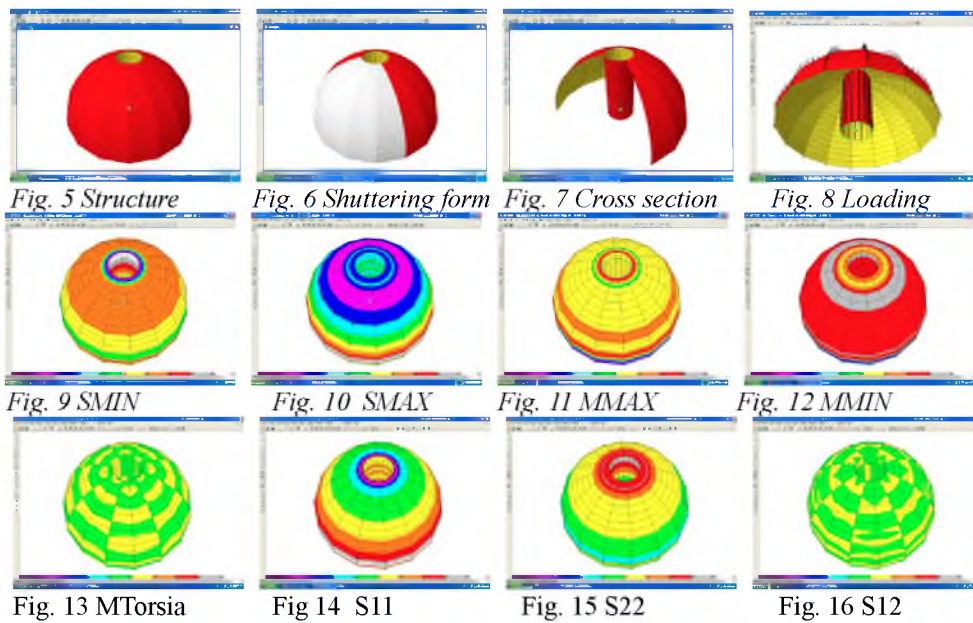 Fig. 5 Structure
Fig. 6 Shuttering form
Fig. 7 Cross section
Fig. 8 Loading
Fig. 9 SMIN
Fig. 10 SMAX
Fig. 11 MMAX
Fig. 12 MMIN
Fig. 13 MTorsia
Fig 14 S11
Fig. 15 S22
Fig. 16 S12